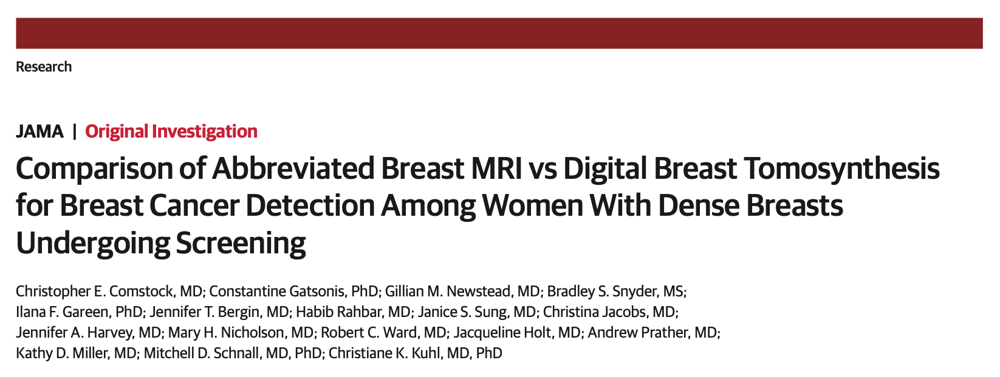 Research
JAMA | Original Investigation
Comparison of Abbreviated Breast MRI vs Digital Breast Tomosynthesis
for Breast Cancer Detection Among Women With Dense Breasts
Undergoing Screening
Christopher E. Comstock, MD; Constantine Gatsonis, PhD; Gillian M. Newstead, MD; Bradley S. Snyder, MS;
Ilana F. Gareen, PhD; Jennifer T. Bergin, MD; Habib Rahbar, MD; Janice S. Sung, MD; Christina Jacobs, MD;
Jennifer A. Harvey, MD; Mary H. Nicholson, MD; Robert C. Ward, MD; Jacqueline Holt, MD; Andrew Prather, MD;
Kathy D. Miller, MD; Mitchell D. Schnall, MD, PhD; Christiane K. Kuhl, MD, PhD